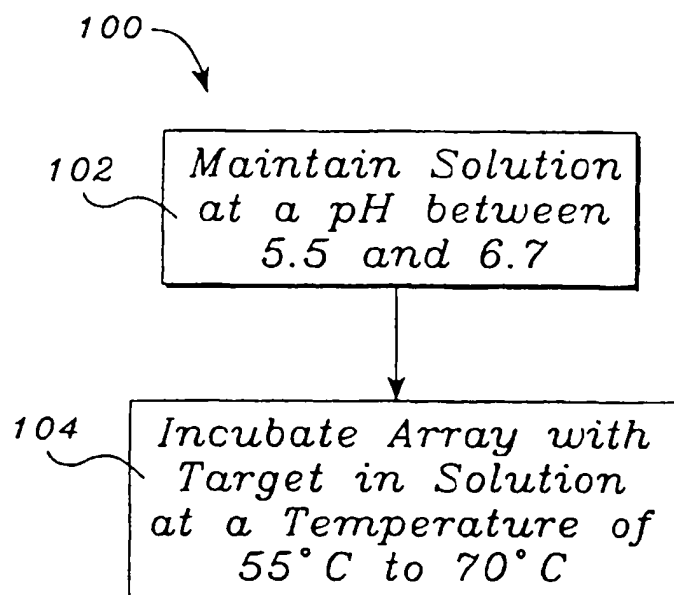 100
102
Maintain Solution
at a pH between
5.5 and 6.7
104
Incubate Array with
Target in Solution
at a Temperature of
55°C to 70°C